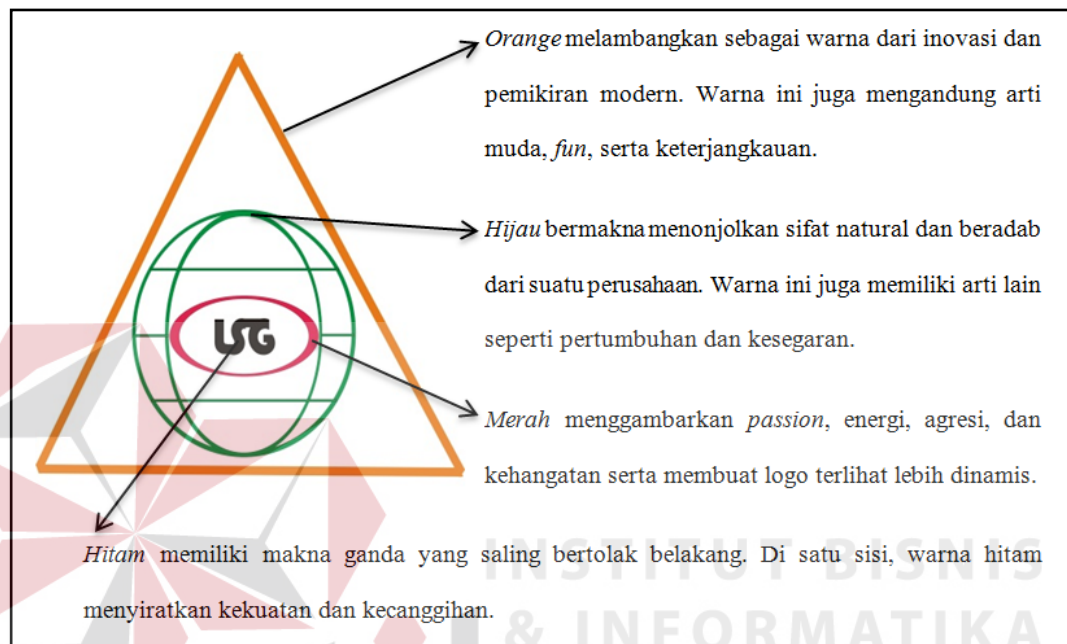 Orange melambangkan sebagai warna dari inovasi dan
pemikiran modern. Warna ini juga mengandung arti
muda, fun, serta keterjangkauan.
Hijau bermakna menonjolkan sifat natural dan beradab
dari suatu perusahaan. Warna ini juga memiliki arti lain
seperti pertumbuhan dan kesegaran.
LSG
Merah menggambarkan passion, energi, agresi, dan
kehangatan serta membuat logo terlihat lebih dinamis.
Hitam memiliki makna ganda yang saling bertolak belakang. Di satu sisi, warna hitam
menyiratkan kekuatan dan kecanggihan.
INSTITUT BISNIS
& INFORMATIKA